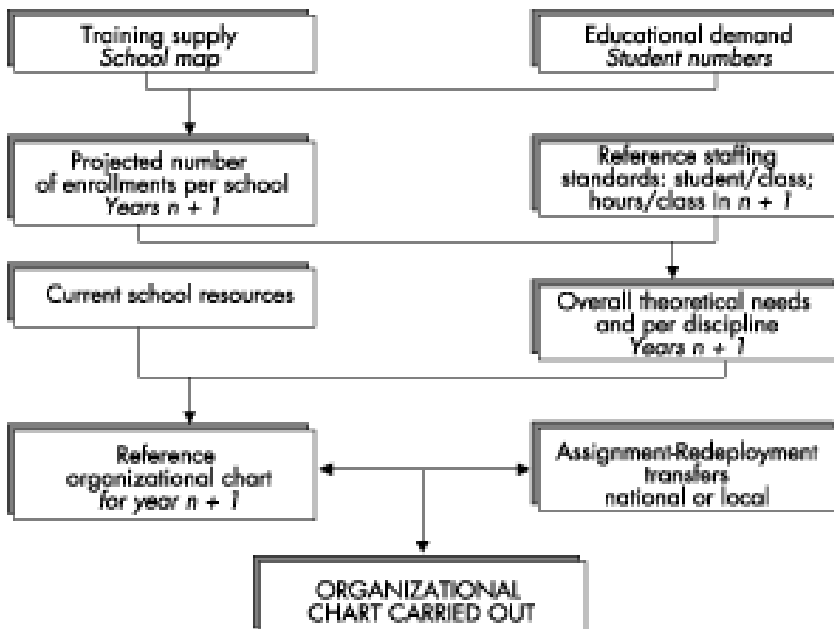 Training supply
School map
Educational demand
Student numbers
Projected number
of enrollments per school
Years n + 1
Reference staffing
standards: student/class;
hours/class in n + 1
Current school resources
Overall theoretical needs
and per discipline
Years n + 1
Reference
organizational chart
for year n + 1
Assignment-Redeployment
transfers
national or local
ORGANIZATIONAL
CHART CARRIED OUT